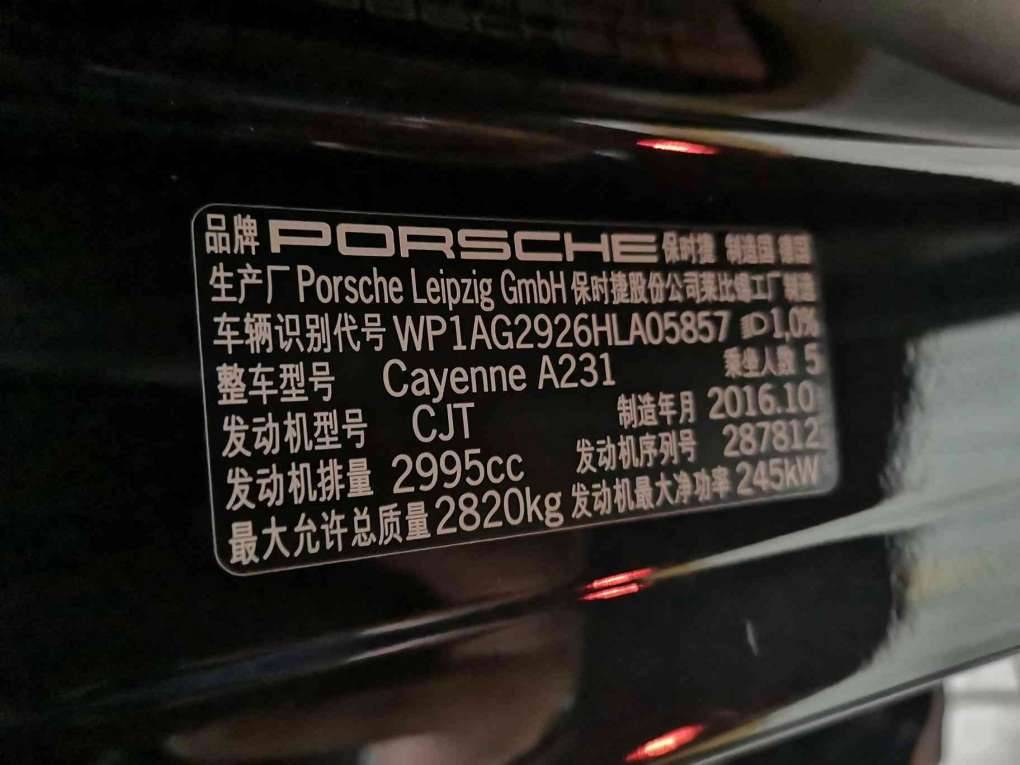 品牌 PORSCHE 保时捷 制造国 德国
生产厂 Porsche Leipzig GmbH 保时捷股份公司莱比锡工厂制造
车辆识别代号 WP1AG2926HLA05857 1,0%
整车型号 Cayenne A231 乘坐人数 5
发动机型号 CJT 制造年月 2016.10
发动机排量 2995cc 发动机序列号 287812
最大允许总质量 2820kg 发动机最大净功率 245kW